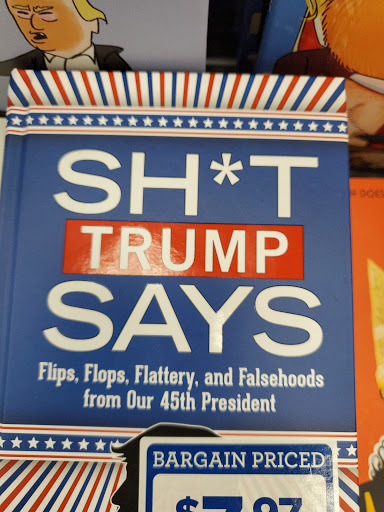 SH*T
TRUMP
SAYS
Flips, Flops, Flattery, and Falsehoods
from Our 45th President
BARGAIN PRICED